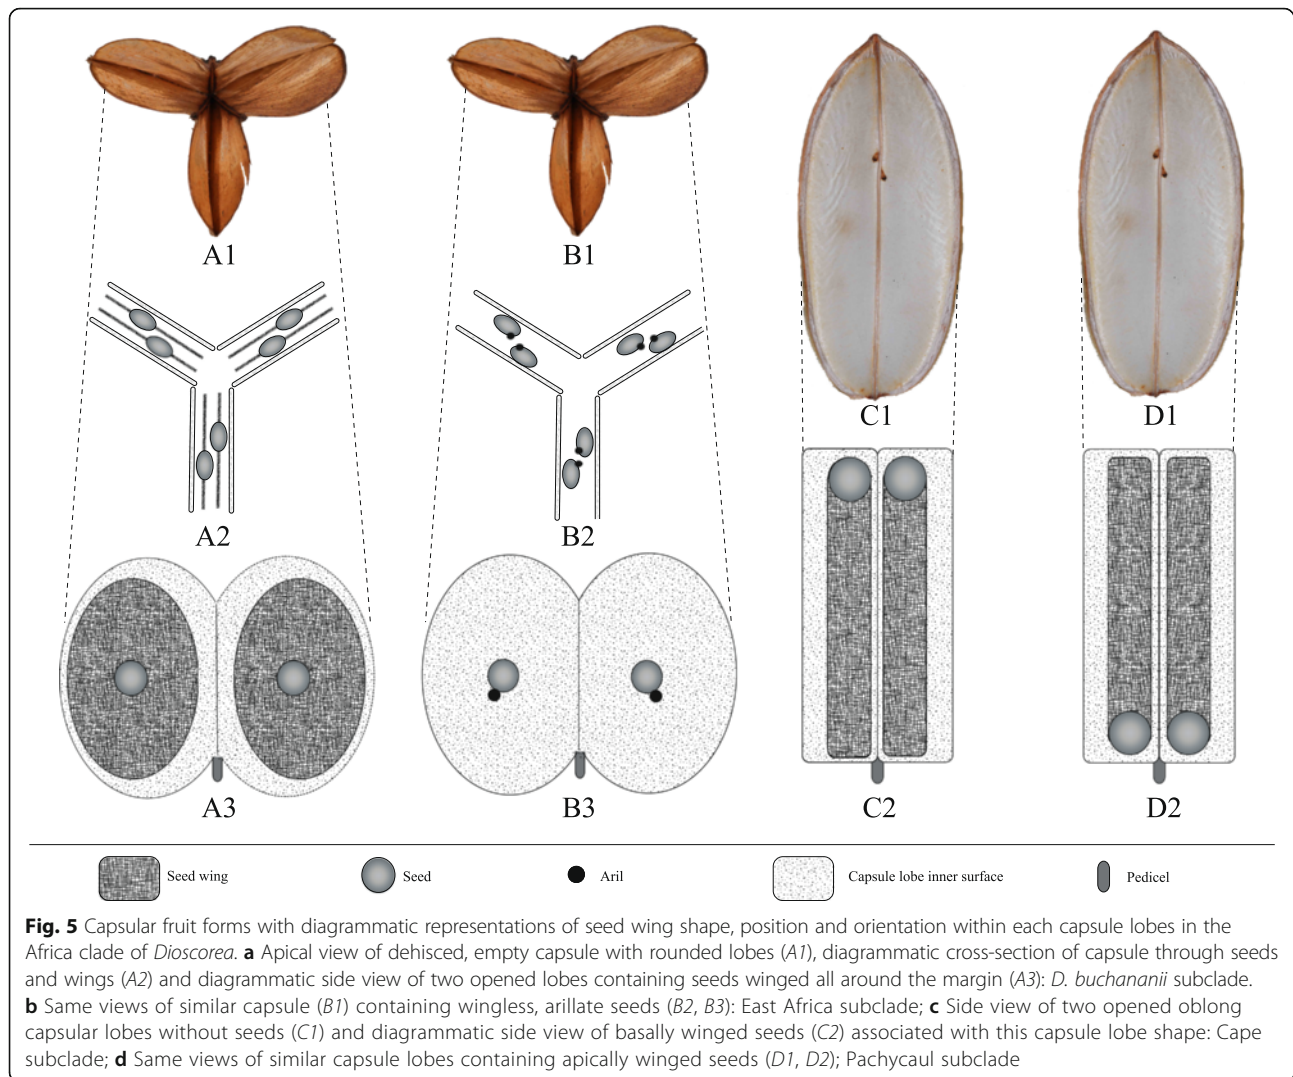 A1
B1
C1
D1
A2
B2
A3
B3
C2
D2
Seed wing
Seed
Aril
Capsule lobe inner surface
Pedicel
Fig. 5 Capsular fruit forms with diagrammatic representations of seed wing shape, position and orientation within each capsule lobes in the
Africa clade of Dioscorea. a Apical view of dehisced, empty capsule with rounded lobes (A1), diagrammatic cross-section of capsule through seeds
and wings (A2) and diagrammatic side view of two opened lobes containing seeds winged all around the margin (A3): D. buchananii subclade.
b Same views of similar capsule (B1) containing wingless, arillate seeds (B2, B3): East Africa subclade; c Side view of two opened oblong
capsular lobes without seeds (C1) and diagrammatic side view of basally winged seeds (C2) associated with this capsule lobe shape: Cape
subclade; d Same views of similar capsule lobes containing apically winged seeds (D1, D2); Pachycaul subclade